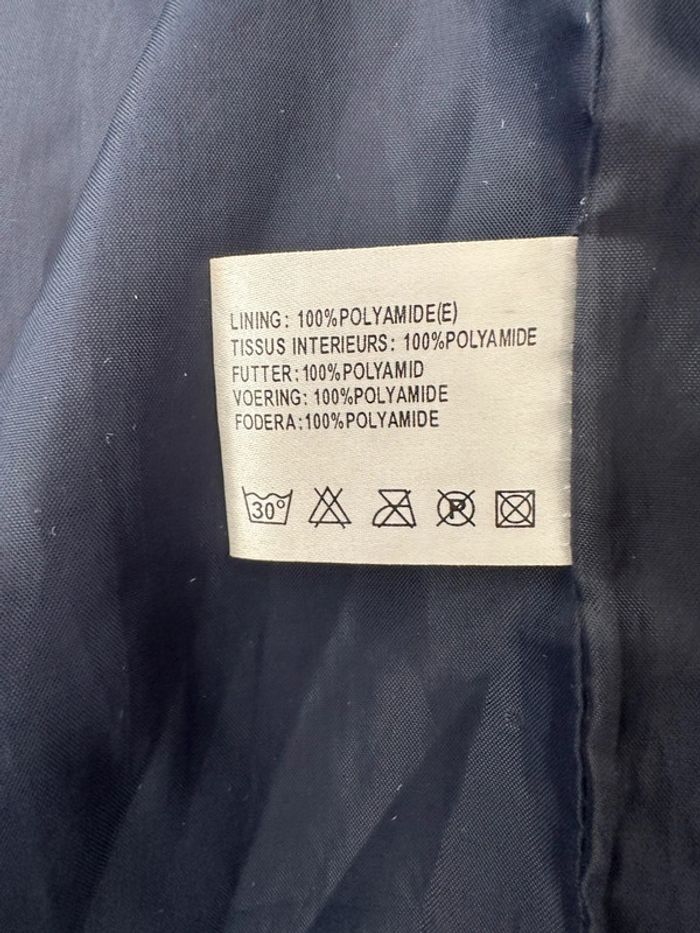 LINING: 100%POLYAMIDE(E)
TISSUS INTERIEURS: 100%POLYAMIDE
FUTTER:100%POLYAMID
VOERING: 100%POLYAMIDE
FODERA:100%POLYAMIDE
30° P